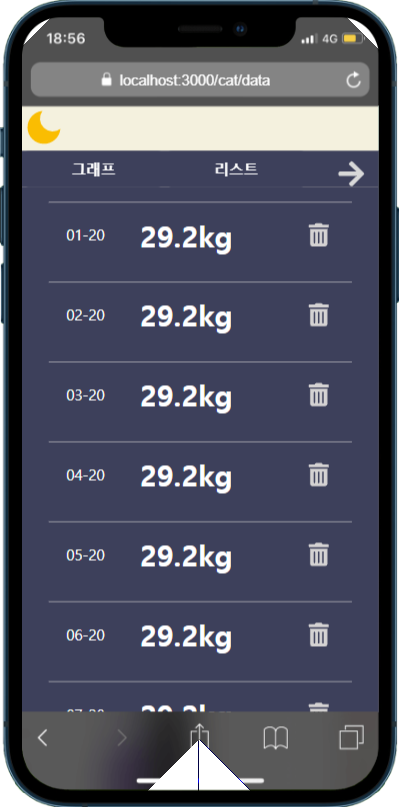 18:56 4G
localhost:3000/cat/data
그래프 리스트
01-20 29.2kg
02-20 29.2kg
03-20 29.2kg
04-20 29.2kg
05-20 29.2kg
06-20 29.2kg